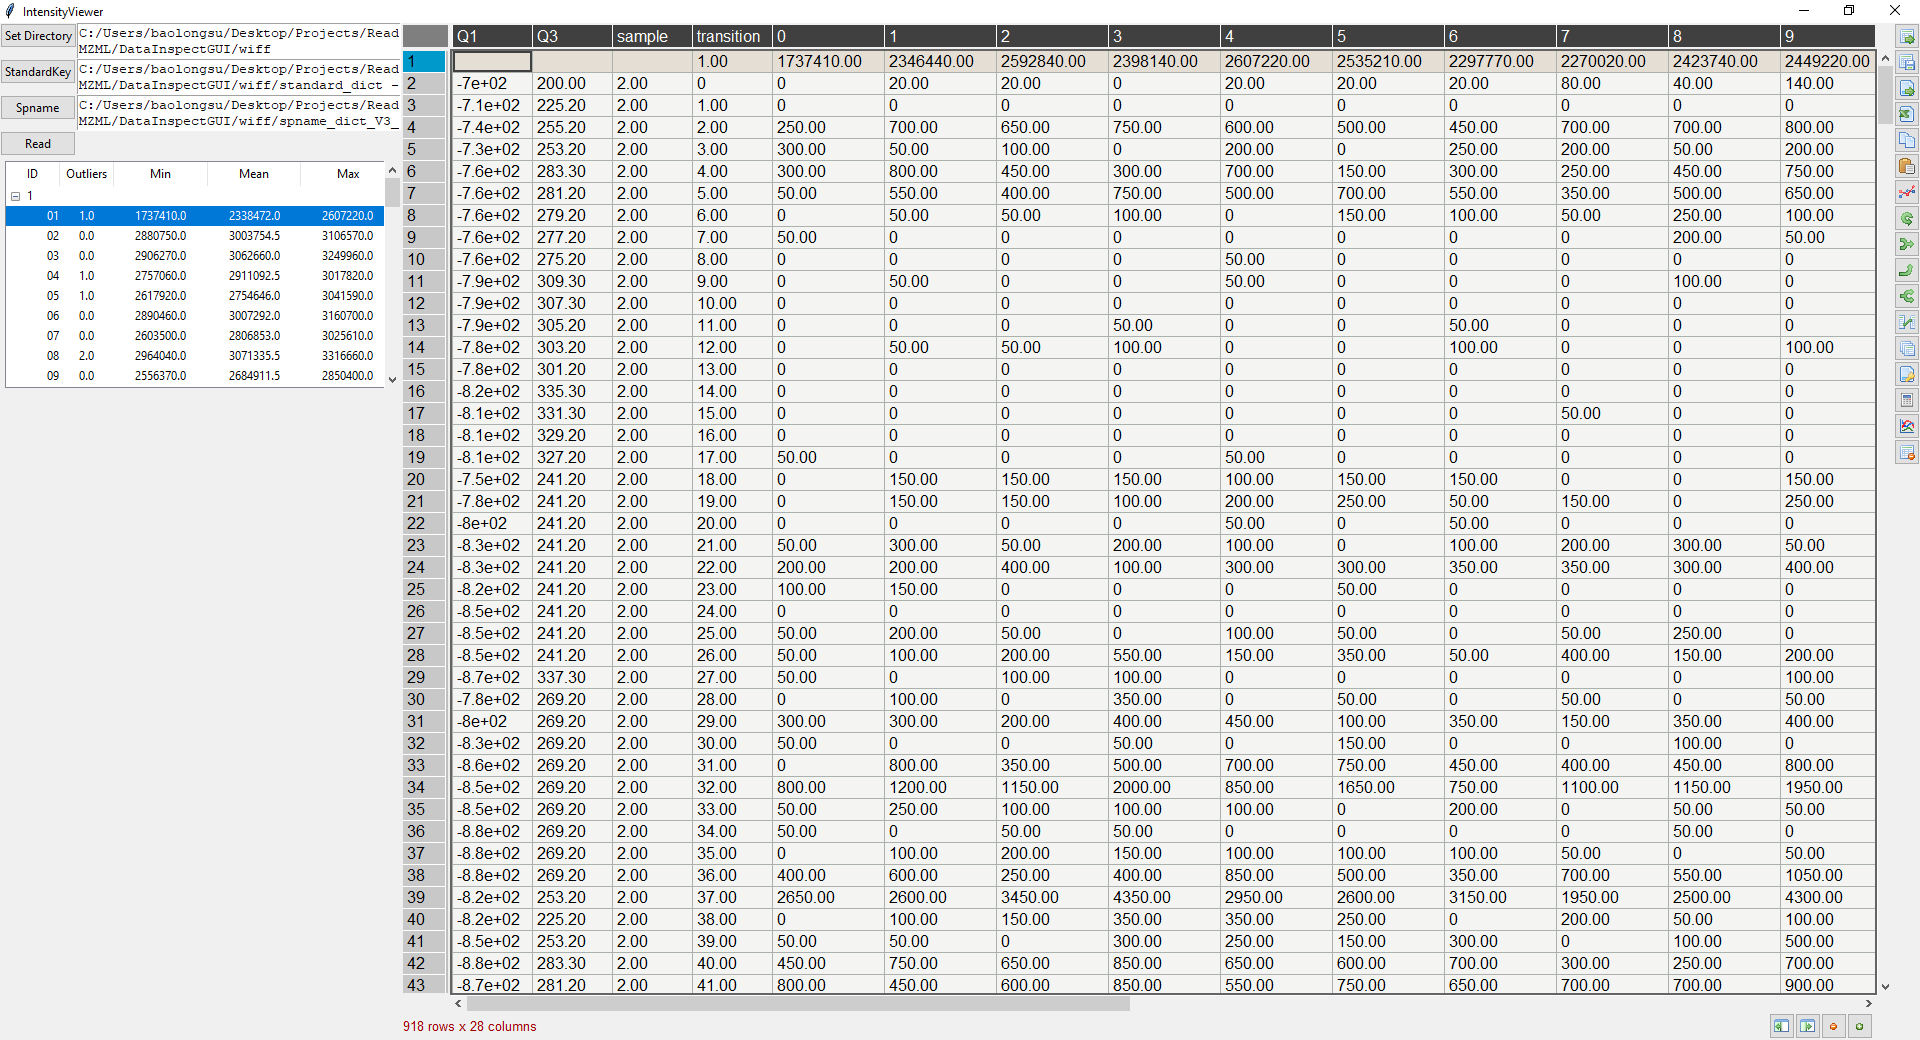 IntensityViewer
Set Directory
C:/Users/baolongsu/Desktop/Projects/Read
MZML/DataInspectGUI/wiff
StandardKey
C:/Users/baolongsu/Desktop/Projects/Read
MZML/DataInspectGUI/wiff/standard_dict -
Spname
C:/Users/baolongsu/Desktop/Projects/Read
MZML/DataInspectGUI/wiff/spname_dict_V3_
Read
ID Outliers Min Mean Max
1
01 1.0 1737410.0 2338472.0 2607220.0
02 0.0 2880750.0 3003754.5 3106570.0
03 0.0 2906270.0 3062660.0 3249960.0
04 1.0 2757060.0 2911092.5 3017820.0
05 1.0 2617920.0 2754646.0 3041590.0
06 0.0 2890460.0 3007292.0 3160700.0
07 0.0 2603500.0 2806853.0 3025610.0
08 2.0 2964040.0 3071335.5 3316660.0
09 0.0 2556370.0 2684911.5 2850400.0
Q1 Q3 sample transition 0 1 2 3 4 5 6 7 8 9
1 1.00 1737410.00 2346440.00 2592840.00 2398140.00 2607220.00 2535210.00 2297770.00 2270020.00 2423740.00 2449220.00
2 -7e+02 200.00 2.00 0 0 20.00 20.00 0 20.00 20.00 20.00 80.00 40.00 140.00
3 -7.1e+02 225.20 2.00 1.00 0 0 0 0 0 0 0 0 0 0
4 -7.4e+02 255.20 2.00 2.00 250.00 700.00 650.00 750.00 600.00 500.00 450.00 700.00 700.00 800.00
5 -7.3e+02 253.20 2.00 3.00 300.00 50.00 100.00 0 200.00 0 250.00 200.00 50.00 200.00
6 -7.6e+02 283.30 2.00 4.00 300.00 800.00 450.00 300.00 700.00 150.00 300.00 600.00 450.00 750.00
7 -7.6e+02 281.20 2.00 5.00 50.00 550.00 400.00 750.00 500.00 700.00 550.00 350.00 500.00 650.00
8 -7.6e+02 279.20 2.00 6.00 0 50.00 50.00 100.00 0 150.00 100.00 50.00 250.00 100.00
9 -7.6e+02 277.20 2.00 7.00 50.00 0 0 0 0 0 0 0 200.00 50.00
10 -7.6e+02 275.20 2.00 8.00 0 0 0 0 50.00 0 0 0 0 0
11 -7.9e+02 309.30 2.00 9.00 0 50.00 0 0 50.00 0 0 0 100.00 0
12 -7.9e+02 307.30 2.00 10.00 0 0 0 0 0 0 0 0 0 0
13 -7.9e+02 305.20 2.00 11.00 0 0 0 50.00 0 0 50.00 0 0 0
14 -7.8e+02 303.20 2.00 12.00 0 50.00 50.00 100.00 0 0 100.00 0 0 100.00
15 -7.8e+02 301.20 2.00 13.00 0 0 0 0 0 0 0 0 0 0
16 -8.2e+02 335.30 2.00 14.00 0 0 0 0 0 0 0 0 0 0
17 -8.1e+02 331.30 2.00 15.00 0 0 0 0 0 0 0 50.00 0 0
18 -8.1e+02 329.20 2.00 16.00 0 0 0 0 0 0 0 0 0 0
19 -8.1e+02 327.20 2.00 17.00 50.00 0 0 0 50.00 0 0 0 0 0
20 -7.5e+02 241.20 2.00 18.00 0 150.00 150.00 150.00 100.00 150.00 150.00 0 0 150.00
21 -7.8e+02 241.20 2.00 19.00 0 150.00 150.00 100.00 200.00 250.00 50.00 150.00 0 250.00
22 -8e+02 241.20 2.00 20.00 0 0 0 0 50.00 0 50.00 0 0 0
23 -8.3e+02 241.20 2.00 21.00 50.00 300.00 50.00 200.00 100.00 0 100.00 200.00 300.00 50.00
24 -8.3e+02 241.20 2.00 22.00 200.00 200.00 400.00 100.00 300.00 300.00 350.00 350.00 300.00 400.00
25 -8.2e+02 241.20 2.00 23.00 100.00 150.00 0 0 0 50.00 0 0 0 0
26 -8.5e+02 241.20 2.00 24.00 0 0 0 0 0 0 0 0 0 0
27 -8.5e+02 241.20 2.00 25.00 50.00 200.00 50.00 0 100.00 50.00 0 50.00 250.00 0
28 -8.5e+02 241.20 2.00 26.00 50.00 100.00 200.00 550.00 150.00 350.00 50.00 400.00 150.00 200.00
29 -8.7e+02 337.30 2.00 27.00 50.00 0 100.00 100.00 0 0 0 0 0 100.00
30 -7.8e+02 269.20 2.00 28.00 0 100.00 0 350.00 0 50.00 0 50.00 0 50.00
31 -8e+02 269.20 2.00 29.00 300.00 300.00 200.00 400.00 450.00 100.00 350.00 150.00 350.00 400.00
32 -8.3e+02 269.20 2.00 30.00 50.00 0 0 50.00 0 150.00 0 0 100.00 0
33 -8.6e+02 269.20 2.00 31.00 0 800.00 350.00 500.00 700.00 750.00 450.00 400.00 450.00 800.00
34 -8.5e+02 269.20 2.00 32.00 800.00 1200.00 1150.00 2000.00 850.00 1650.00 750.00 1100.00 1150.00 1950.00
35 -8.5e+02 269.20 2.00 33.00 50.00 250.00 100.00 100.00 100.00 0 200.00 0 50.00 50.00
36 -8.8e+02 269.20 2.00 34.00 50.00 0 50.00 50.00 0 0 0 0 50.00 0
37 -8.8e+02 269.20 2.00 35.00 0 100.00 200.00 150.00 100.00 100.00 100.00 50.00 0 50.00
38 -8.8e+02 269.20 2.00 36.00 400.00 600.00 250.00 400.00 850.00 500.00 350.00 700.00 550.00 1050.00
39 -8.2e+02 253.20 2.00 37.00 2650.00 2600.00 3450.00 4350.00 2950.00 2600.00 3150.00 1950.00 2500.00 4300.00
40 -8.2e+02 225.20 2.00 38.00 0 100.00 150.00 350.00 350.00 250.00 0 200.00 50.00 100.00
41 -8.5e+02 253.20 2.00 39.00 50.00 50.00 0 300.00 250.00 150.00 300.00 0 100.00 500.00
42 -8.8e+02 283.30 2.00 40.00 450.00 750.00 650.00 850.00 650.00 600.00 700.00 300.00 250.00 700.00
43 -8.7e+02 281.20 2.00 41.00 800.00 450.00 600.00 850.00 550.00 750.00 650.00 700.00 700.00 900.00
918 rows x 28 columns